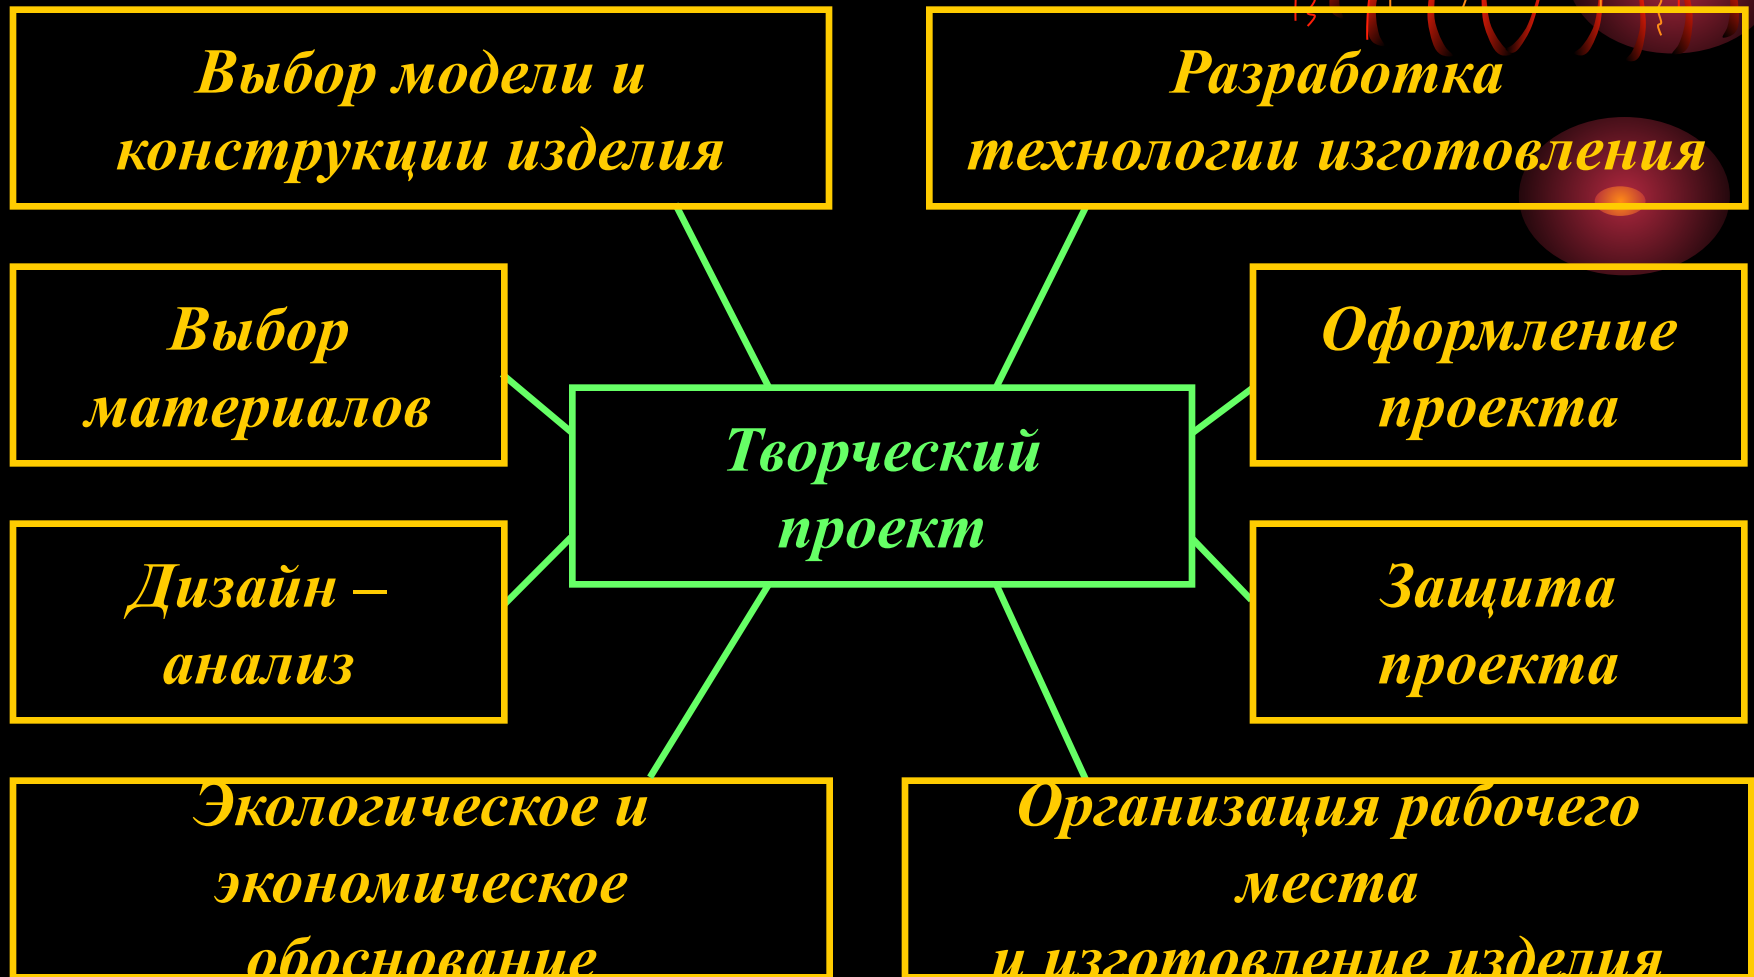 Выбор модели и
конструкции изделия
Разработка
технологии изготовления
Выбор
материалов
Оформление
проекта
Творческий
проект
Дизайн –
анализ
Защита
проекта
Экологическое и
экономическое
обоснование
Организация рабочего
места
и изготовление изделия